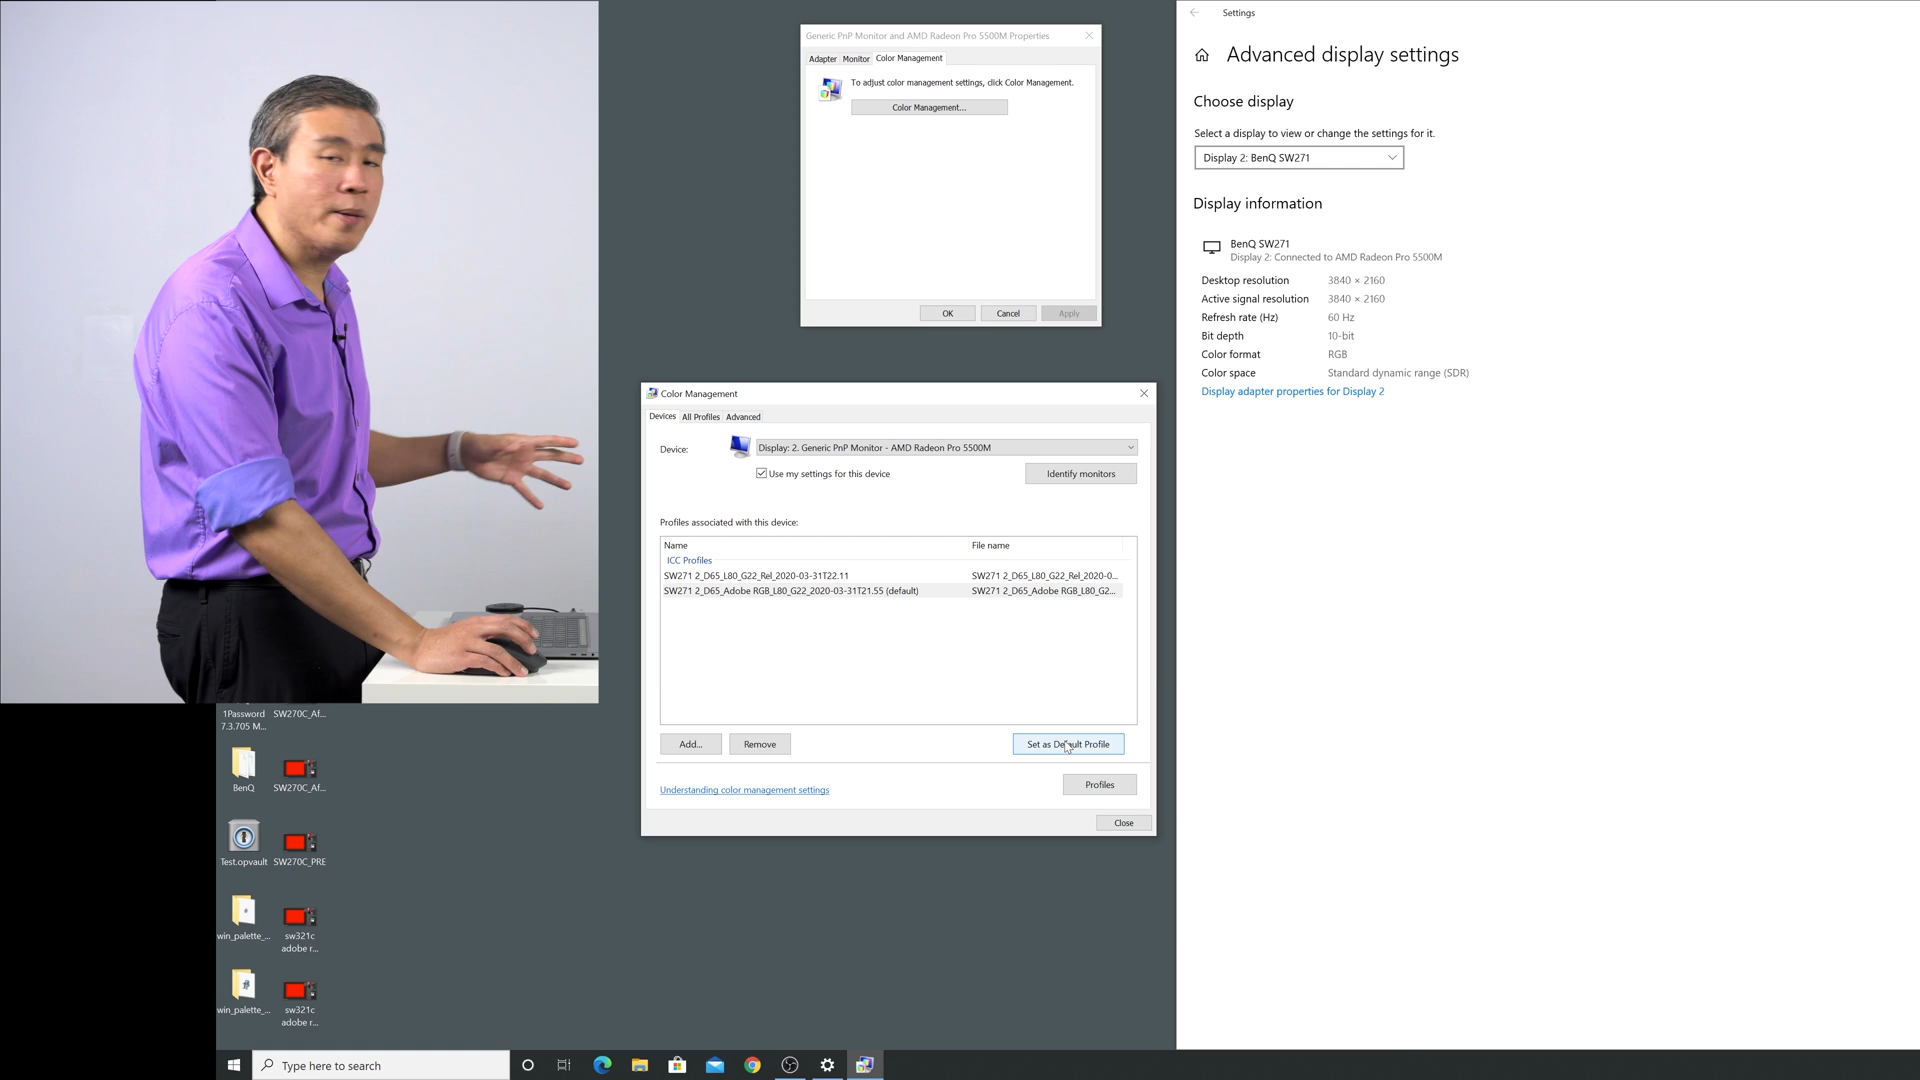 Generic PnP Monitor and AMD Radeon Pro 5500M Properties
Adapter Monitor Color Management
To adjust color management settings, click Color Management.
Color Management...
OK Cancel Apply
Color Management
Devices All Profiles Advanced
Device: Display: 2. Generic PnP Monitor - AMD Radeon Pro 5500M
Use my settings for this device Identify monitors
Profiles associated with this device:
Name File name
ICC Profiles
SW271 2_D65_L80_G22_Rel_2020-03-31T22.11 SW271 2_D65_L80_G22_Rel_2020-0...
SW271 2_D65_Adobe RGB_L80_G22_2020-03-31T21.55 (default) SW271 2_D65_Adobe RGB_L80_G2...
Add... Remove Set as Default Profile
Understanding color management settings Profiles
Close
Settings
Advanced display settings
Choose display
Select a display to view or change the settings for it.
Display 2: BenQ SW271
Display information
BenQ SW271
Display 2: Connected to AMD Radeon Pro 5500M
Desktop resolution 3840 × 2160
Active signal resolution 3840 × 2160
Refresh rate (Hz) 60 Hz
Bit depth 10-bit
Color format RGB
Color space Standard dynamic range (SDR)
Display adapter properties for Display 2
1Password
7.3.705 M...
SW270C_Af...
BenQ
SW270C_Af...
Test.opvault
SW270C_PRE
win_palette_...
sw321c
adobe r...
win_palette_...
sw321c
adobe r...
Type here to search